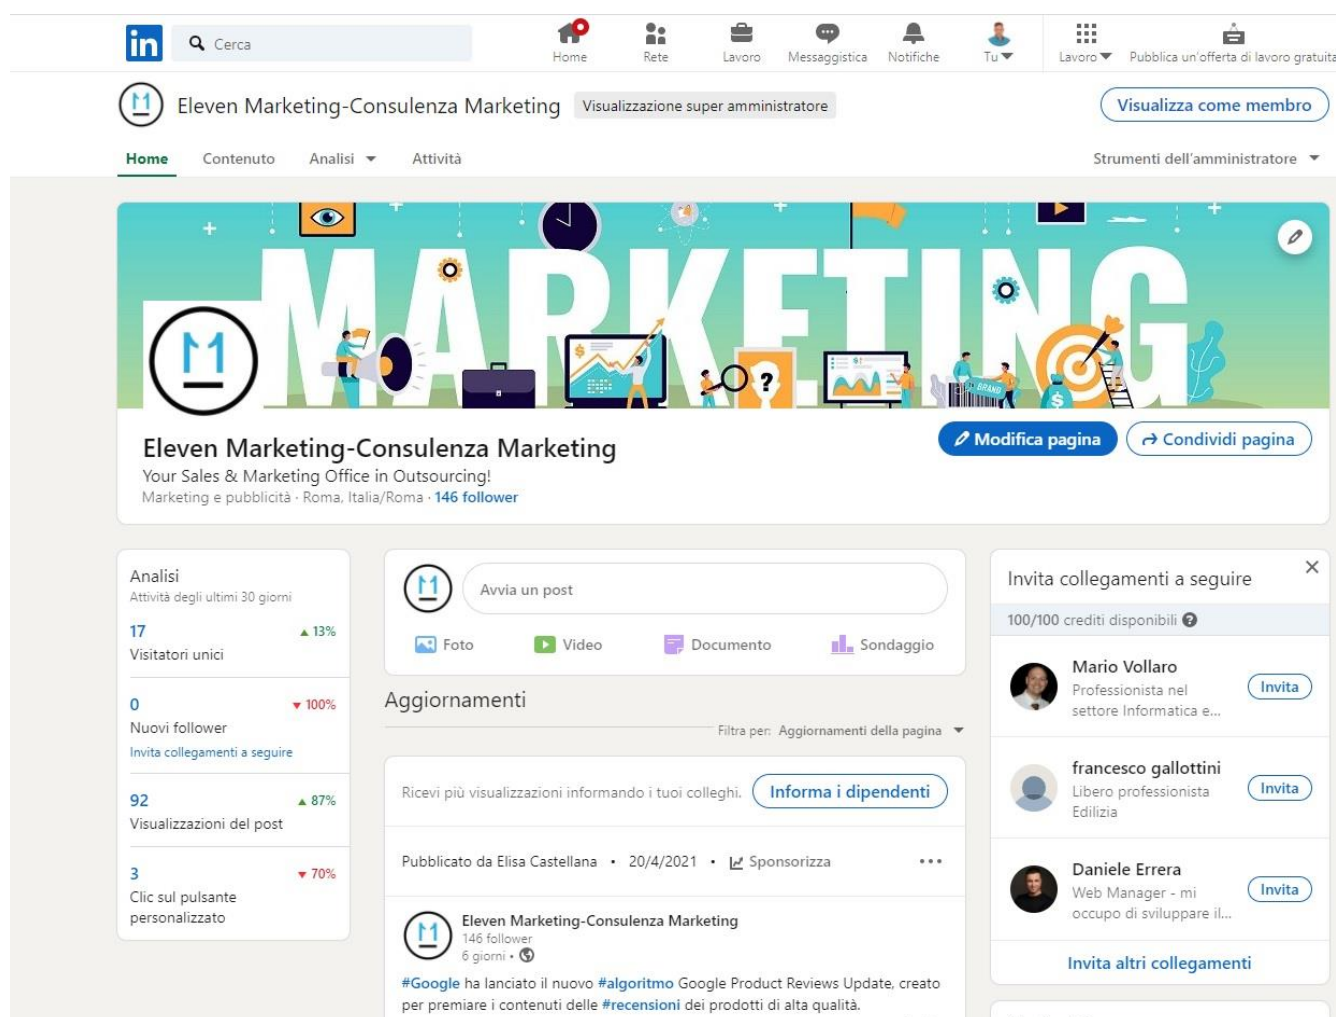 in
Cerca
Home
Rete
Lavoro
Messaggistica
Notifiche
Tu
Lavoro
Pubblica un'offerta di lavoro gratuita
Eleven Marketing-Consulenza Marketing
Visualizzazione super amministratore
Visualizza come membro
Home
Contenuto
Analisi
Attività
Strumenti dell'amministratore
MARKETING
$
?
$
BRAND
$
11
Eleven Marketing-Consulenza Marketing
Modifica pagina
Condividi pagina
Your Sales & Marketing Office in Outsourcing!
Marketing e pubblicità · Roma, Italia/Roma · 146 follower
Analisi
Attività degli ultimi 30 giorni
17 ▲ 13%
Visitatori unici
0 ▼ 100%
Nuovi follower
Invita collegamenti a seguire
92 ▲ 87%
Visualizzazioni del post
3 ▼ 70%
Clic sul pulsante
personalizzato
Avvia un post
Foto
Video
Documento
Sondaggio
Aggiornamenti
Filtra per: Aggiornamenti della pagina
Ricevi più visualizzazioni informando i tuoi colleghi.
Informa i dipendenti
Pubblicato da Elisa Castellana • 20/4/2021 • Sponsorizza
Eleven Marketing-Consulenza Marketing
146 follower
6 giorni •
#Google ha lanciato il nuovo #algoritmo Google Product Reviews Update, creato
per premiare i contenuti delle #recensioni dei prodotti di alta qualità.
Invita collegamenti a seguire
100/100 crediti disponibili
Mario Vollaro
Professionista nel
settore Informatica e...
Invita
francesco gallottini
Libero professionista
Edilizia
Invita
Daniele Errera
Web Manager - mi
occupo di sviluppare il...
Invita
Invita altri collegamenti